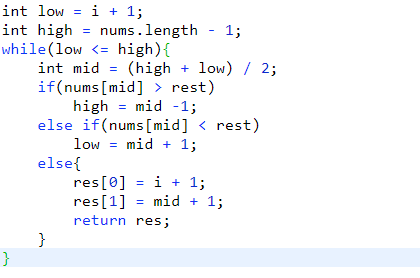 int low = i + 1;
int high = nums.length - 1;
while(low <= high){
    int mid = (high + low) / 2;
    if(nums[mid] > rest)
        high = mid -1;
    else if(nums[mid] < rest)
        low = mid + 1;
    else{
        res[0] = i + 1;
        res[1] = mid + 1;
        return res;
    }
}